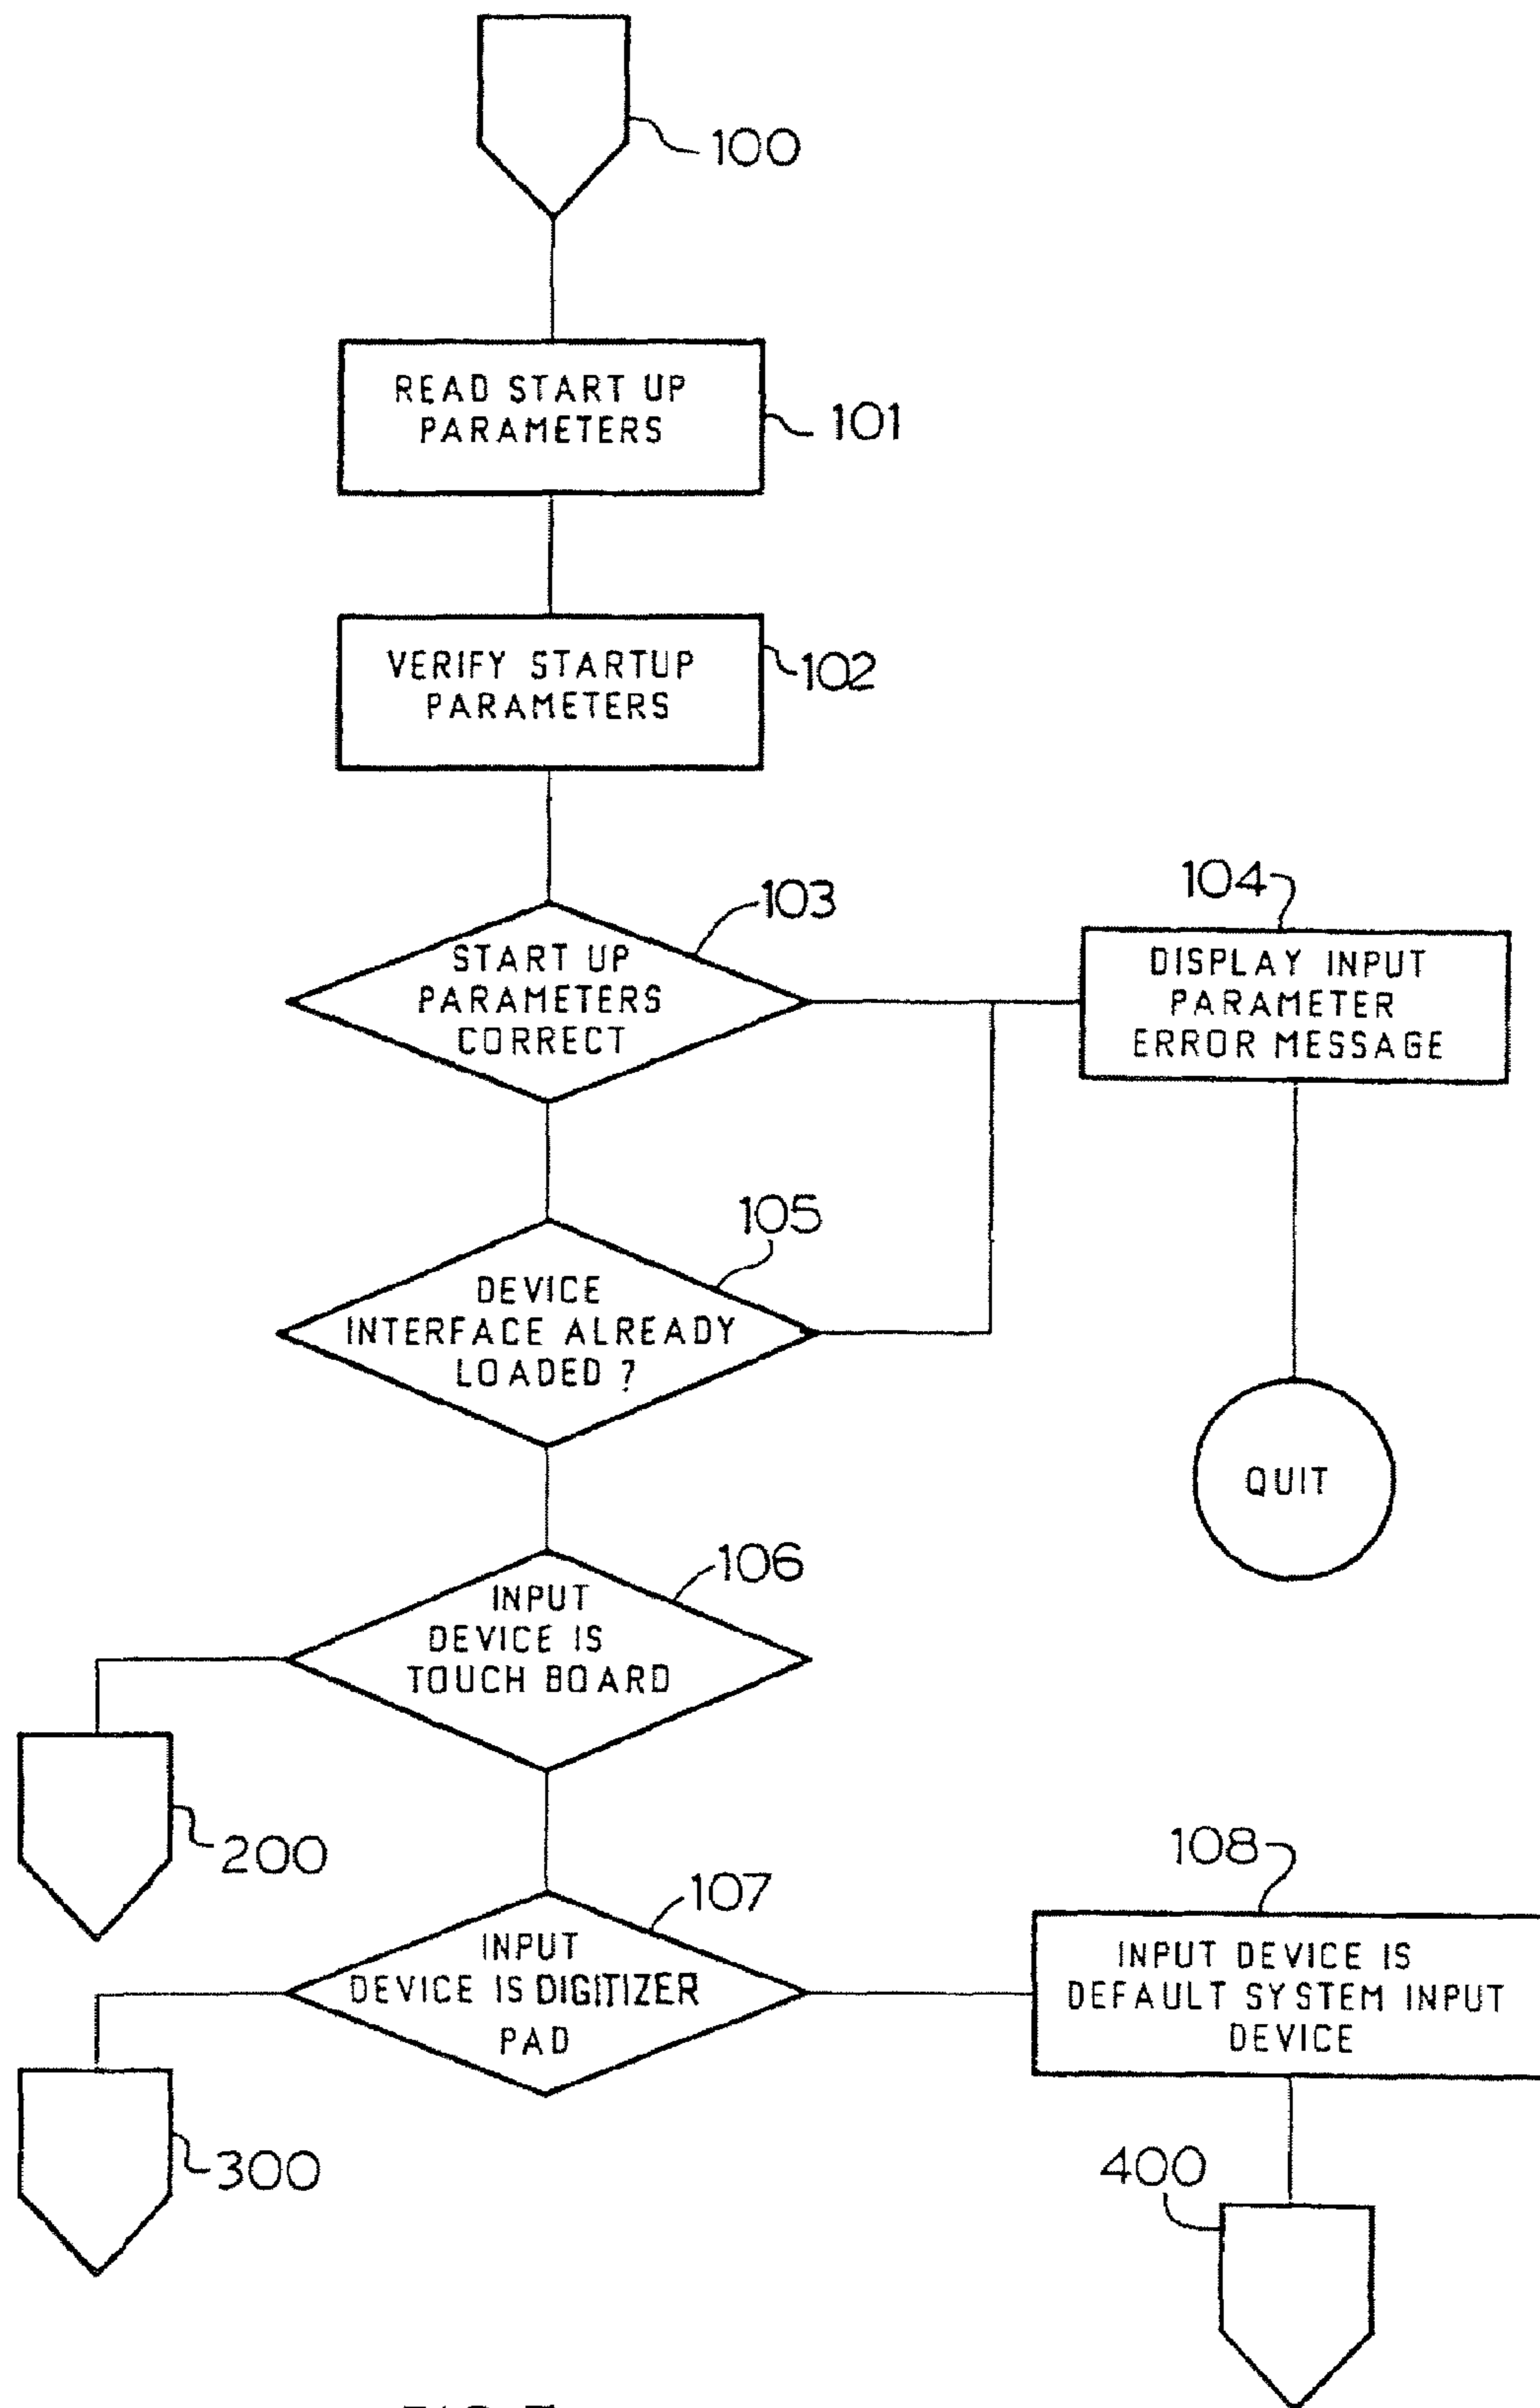 100
READ START UP
PARAMETERS
101
VERIFY STARTUP
PARAMETERS
102
103
START UP
PARAMETERS
CORRECT
104
DISPLAY INPUT
PARAMETER
ERROR MESSAGE
105
DEVICE
INTERFACE ALREADY
LOADED ?
QUIT
106
INPUT
DEVICE IS
TOUCH BOARD
200
107
INPUT
DEVICE IS DIGITIZER
PAD
108
INPUT DEVICE IS
DEFAULT SYSTEM INPUT
DEVICE
300
400